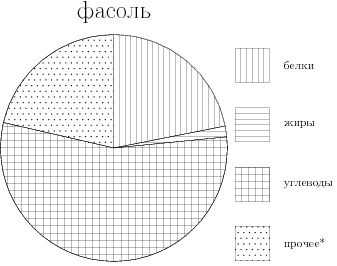 фасоль
белки
жиры
углеводы
прочее*